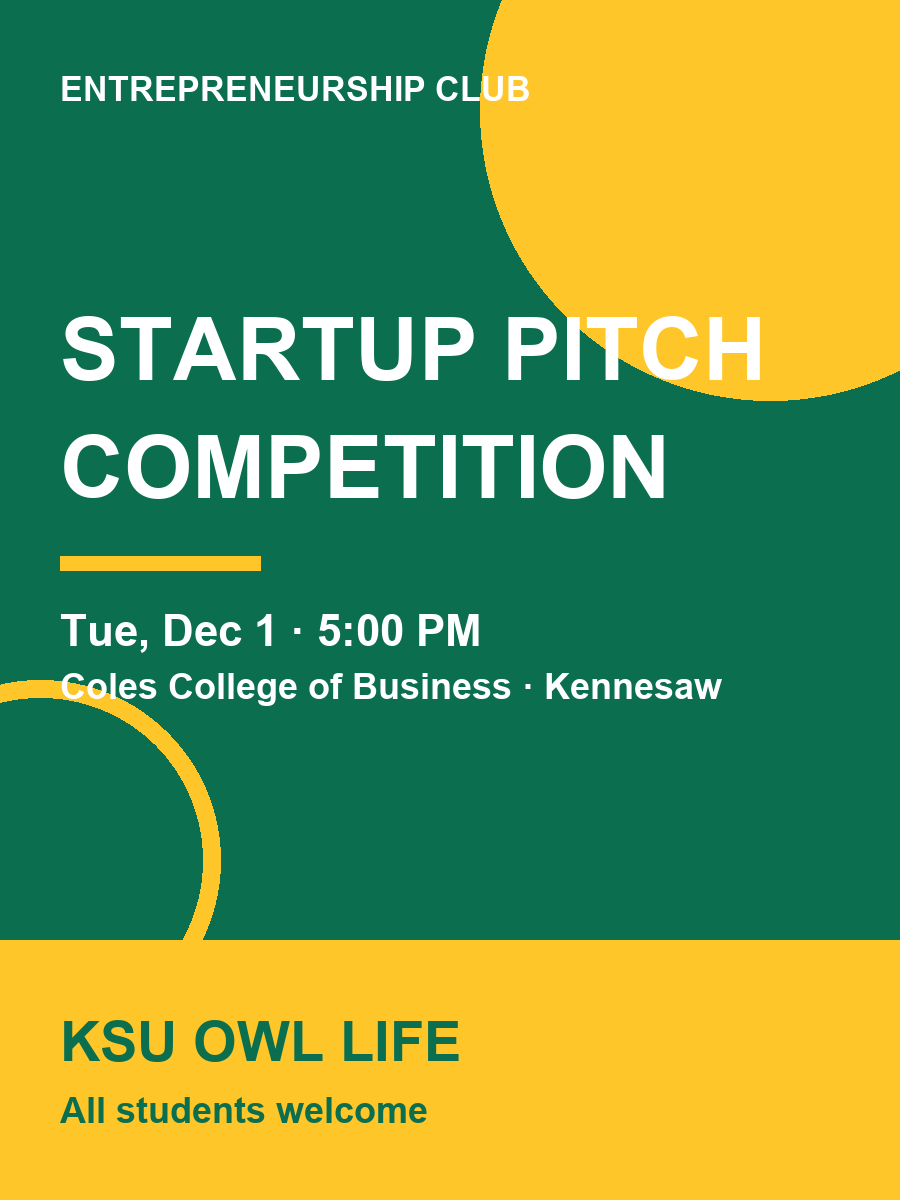 ENTREPRENEURSHIP CLUB
STARTUP PITCH
COMPETITION
Tue, Dec 1 · 5:00 PM
Coles College of Business · Kennesaw
KSU OWL LIFE
All students welcome